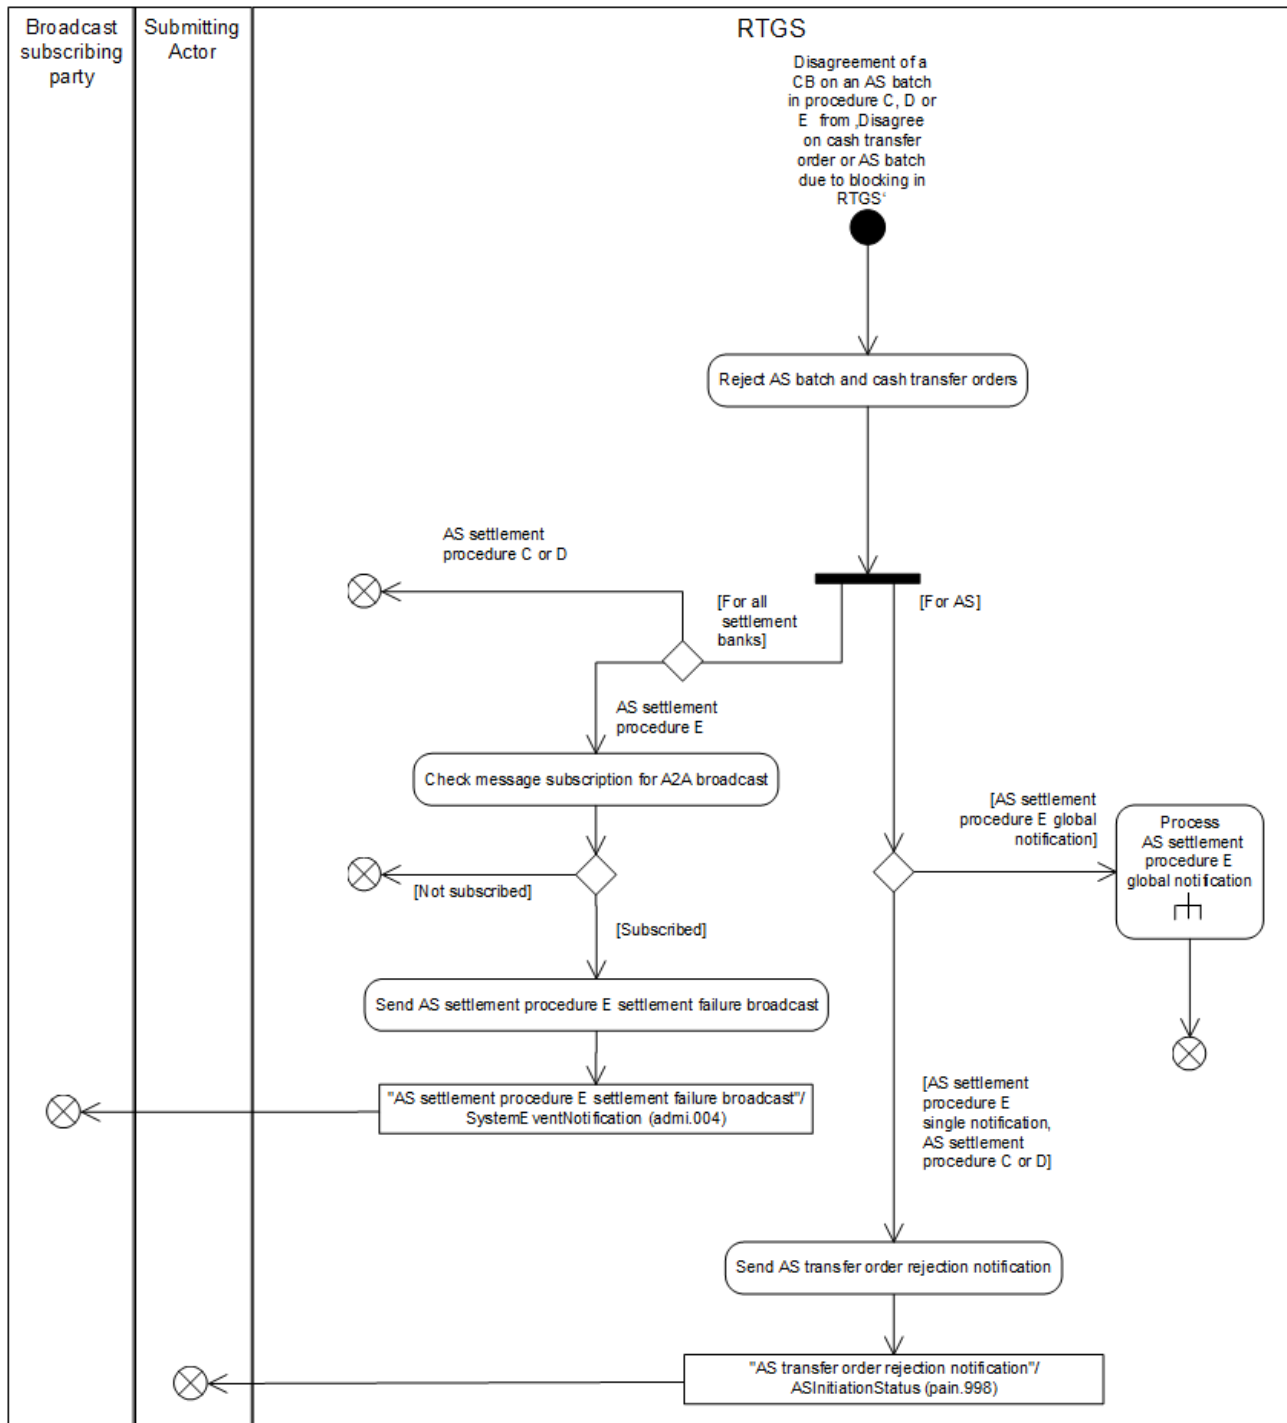 Broadcast
subscribing
party
Submitting
Actor
RTGS
Disagreement of a
CB on an AS batch
in procedure C, D or
E from ‚Disagree
on cash transfer
order or AS batch
due to blocking in
RTGS‘
Reject AS batch and cash transfer orders
AS settlement
procedure C or D
[For all
settlement
banks]
[For AS]
AS settlement
procedure E
Check message subscription for A2A broadcast
[AS settlement
procedure E global
notification]
Process
AS settlement
procedure E
global notification
[Not subscribed]
[Subscribed]
Send AS settlement procedure E settlement failure broadcast
"AS settlement procedure E settlement failure broadcast"/
SystemEventNotification (admi.004)
[AS settlement
procedure E
single notification,
AS settlement
procedure C or D]
Send AS transfer order rejection notification
"AS transfer order rejection notification"/
ASInitiationStatus (pain.998)